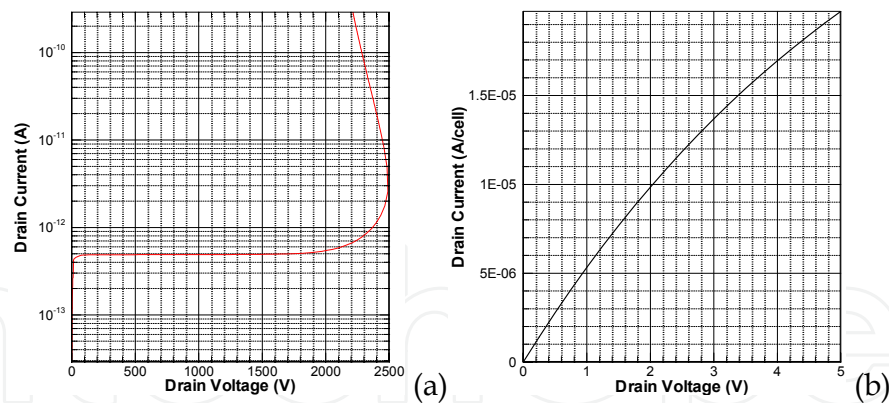 Drain Current (A)
10⁻¹⁰
10⁻¹¹
10⁻¹²
10⁻¹³
0 500 1000 1500 2000 2500
Drain Voltage (V)
(a)
Drain Current (A/cell)
1.5E-05
1E-05
5E-06
0
0 1 2 3 4 5
Drain Voltage (V)
(b)